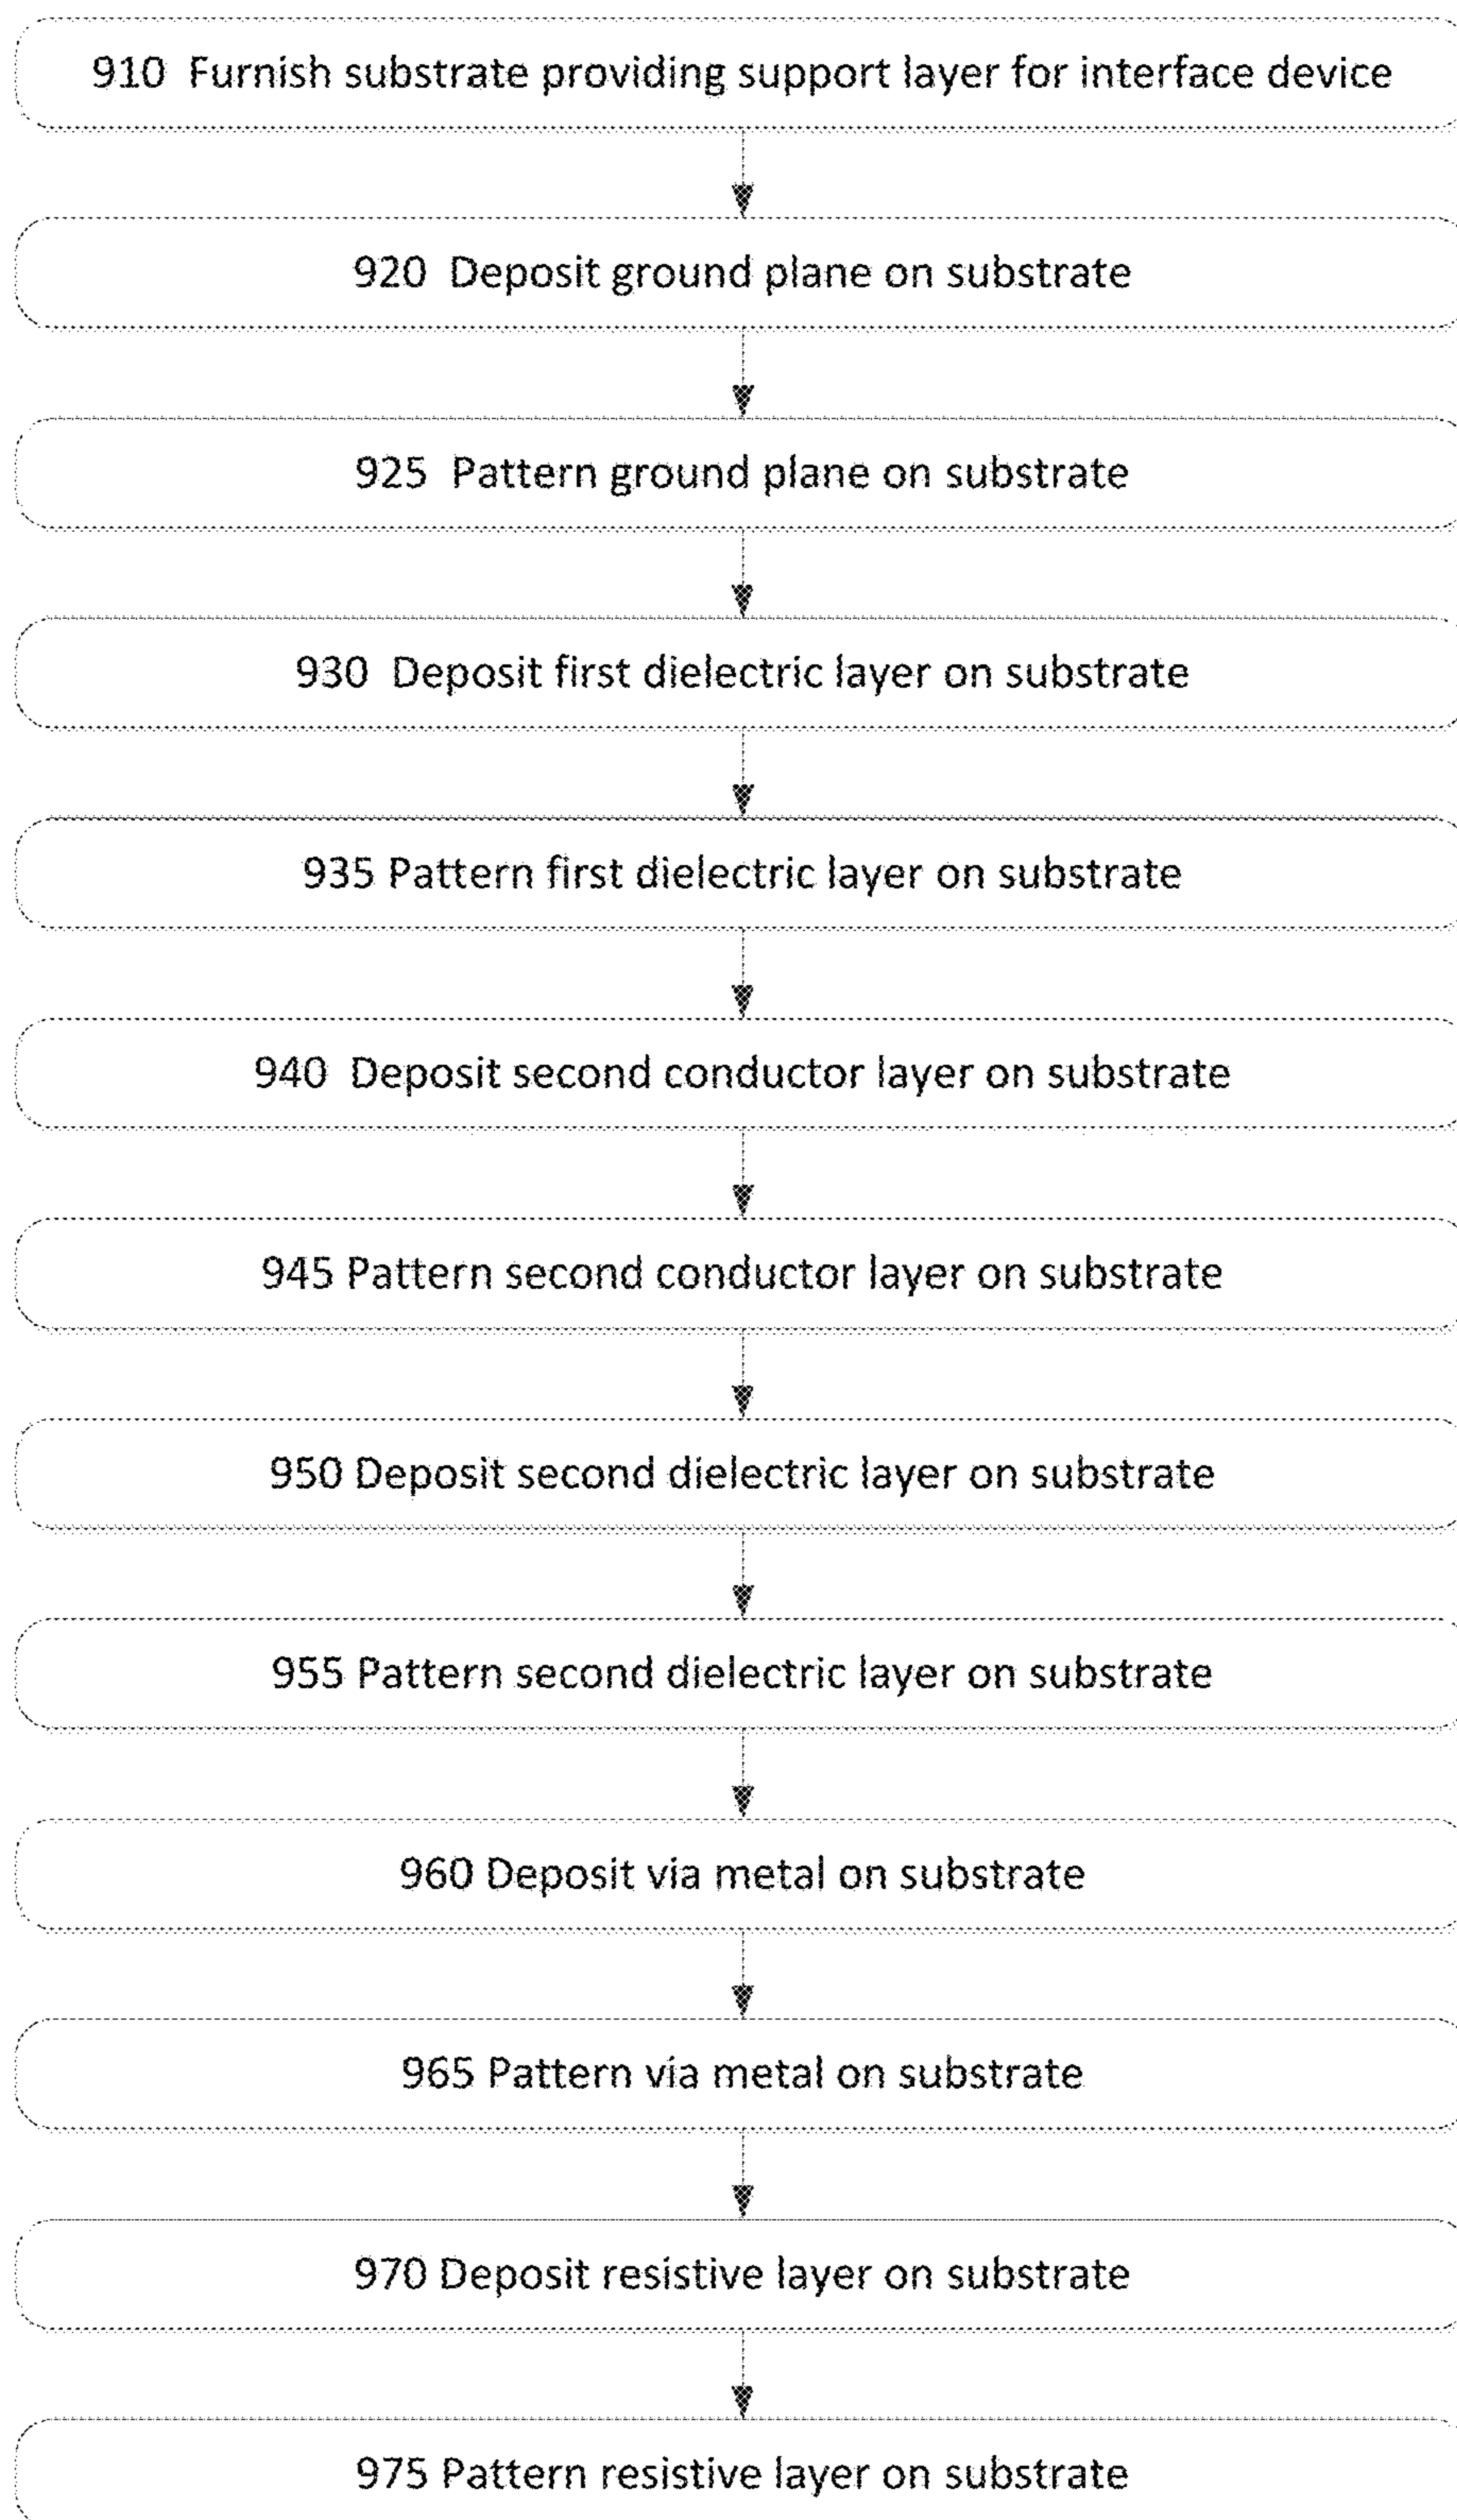 910 Furnish substrate providing support layer for interface device
920 Deposit ground plane on substrate
925 Pattern ground plane on substrate
930 Deposit first dielectric layer on substrate
935 Pattern first dielectric layer on substrate
940 Deposit second conductor layer on substrate
945 Pattern second conductor layer on substrate
950 Deposit second dielectric layer on substrate
955 Pattern second dielectric layer on substrate
960 Deposit via metal on substrate
965 Pattern via metal on substrate
970 Deposit resistive layer on substrate
975 Pattern resistive layer on substrate